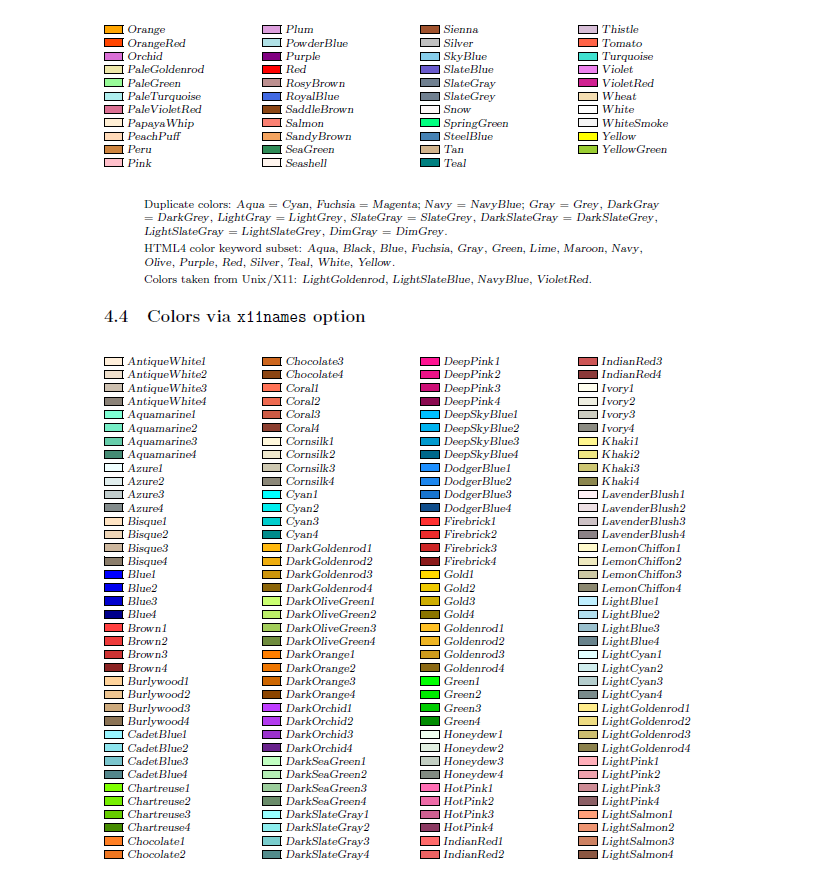 Orange
OrangeRed
Orchid
PaleGoldenrod
PaleGreen
PaleTurquoise
PaleVioletRed
PapayaWhip
PeachPuff
Peru
Pink
Plum
PowderBlue
Purple
Red
RosyBrown
RoyalBlue
SaddleBrown
Salmon
SandyBrown
SeaGreen
Seashell
Sienna
Silver
SkyBlue
SlateBlue
SlateGray
SlateGrey
Snow
SpringGreen
SteelBlue
Tan
Teal
Thistle
Tomato
Turquoise
Violet
VioletRed
Wheat
White
WhiteSmoke
Yellow
YellowGreen
Duplicate colors: Aqua = Cyan, Fuchsia = Magenta; Navy = NavyBlue; Gray = Grey, DarkGray
= DarkGrey, LightGray = LightGrey, SlateGray = SlateGrey, DarkSlateGray = DarkSlateGrey,
LightSlateGray = LightSlateGrey, DimGray = DimGrey.
HTML4 color keyword subset: Aqua, Black, Blue, Fuchsia, Gray, Green, Lime, Maroon, Navy,
Olive, Purple, Red, Silver, Teal, White, Yellow.
Colors taken from Unix/X11: LightGoldenrod, LightSlateBlue, NavyBlue, VioletRed.
4.4 Colors via x11names option
AntiqueWhite1
AntiqueWhite2
AntiqueWhite3
AntiqueWhite4
Aquamarine1
Aquamarine2
Aquamarine3
Aquamarine4
Azure1
Azure2
Azure3
Azure4
Bisque1
Bisque2
Bisque3
Bisque4
Blue1
Blue2
Blue3
Blue4
Brown1
Brown2
Brown3
Brown4
Burlywood1
Burlywood2
Burlywood3
Burlywood4
CadetBlue1
CadetBlue2
CadetBlue3
CadetBlue4
Chartreuse1
Chartreuse2
Chartreuse3
Chartreuse4
Chocolate1
Chocolate2
Chocolate3
Chocolate4
Coral1
Coral2
Coral3
Coral4
Cornsilk1
Cornsilk2
Cornsilk3
Cornsilk4
Cyan1
Cyan2
Cyan3
Cyan4
DarkGoldenrod1
DarkGoldenrod2
DarkGoldenrod3
DarkGoldenrod4
DarkOliveGreen1
DarkOliveGreen2
DarkOliveGreen3
DarkOliveGreen4
DarkOrange1
DarkOrange2
DarkOrange3
DarkOrange4
DarkOrchid1
DarkOrchid2
DarkOrchid3
DarkOrchid4
DarkSeaGreen1
DarkSeaGreen2
DarkSeaGreen3
DarkSeaGreen4
DarkSlateGray1
DarkSlateGray2
DarkSlateGray3
DarkSlateGray4
DeepPink1
DeepPink2
DeepPink3
DeepPink4
DeepSkyBlue1
DeepSkyBlue2
DeepSkyBlue3
DeepSkyBlue4
DodgerBlue1
DodgerBlue2
DodgerBlue3
DodgerBlue4
Firebrick1
Firebrick2
Firebrick3
Firebrick4
Gold1
Gold2
Gold3
Gold4
Goldenrod1
Goldenrod2
Goldenrod3
Goldenrod4
Green1
Green2
Green3
Green4
Honeydew1
Honeydew2
Honeydew3
Honeydew4
HotPink1
HotPink2
HotPink3
HotPink4
IndianRed1
IndianRed2
IndianRed3
IndianRed4
Ivory1
Ivory2
Ivory3
Ivory4
Khaki1
Khaki2
Khaki3
Khaki4
LavenderBlush1
LavenderBlush2
LavenderBlush3
LavenderBlush4
LemonChiffon1
LemonChiffon2
LemonChiffon3
LemonChiffon4
LightBlue1
LightBlue2
LightBlue3
LightBlue4
LightCyan1
LightCyan2
LightCyan3
LightCyan4
LightGoldenrod1
LightGoldenrod2
LightGoldenrod3
LightGoldenrod4
LightPink1
LightPink2
LightPink3
LightPink4
LightSalmon1
LightSalmon2
LightSalmon3
LightSalmon4